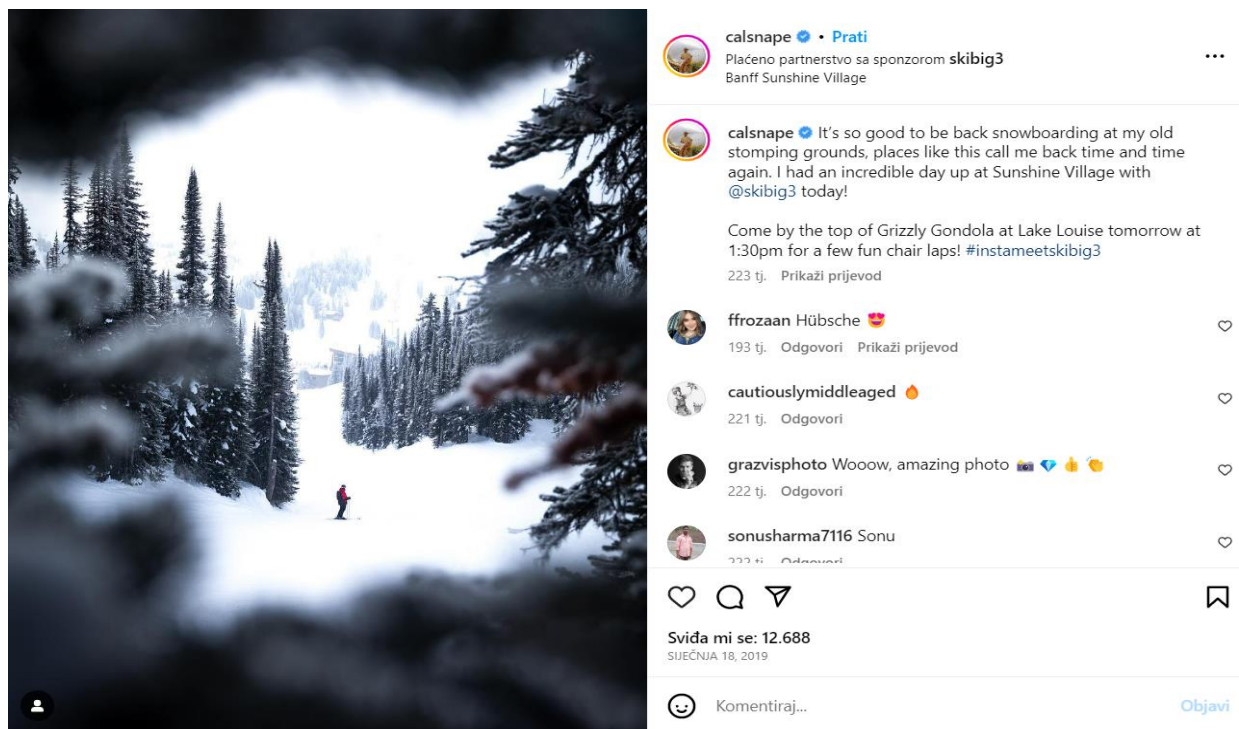 calsnape • Prati
Plaćeno partnerstvo sa sponzorom skibig3
Banff Sunshine Village
calsnape It's so good to be back snowboarding at my old
stomping grounds, places like this call me back time and time
again. I had an incredible day up at Sunshine Village with
@skibig3 today!
Come by the top of Grizzly Gondola at Lake Louise tomorrow at
1:30pm for a few fun chair laps! #instameetskibig3
223 tj. Prikaži prijevod
ffrozaan Hübsche 😍
193 tj. Odgovori Prikaži prijevod
cautiouslymiddleaged 🔥
221 tj. Odgovori
grazvisphoto Wooow, amazing photo 📸 💎 👍 👏
222 tj. Odgovori
sonusharma7116 Sonu
222 tj. Odgovori
Sviđa mi se: 12.688
SIJEČNJA 18, 2019
Komentiraj...
Objavi